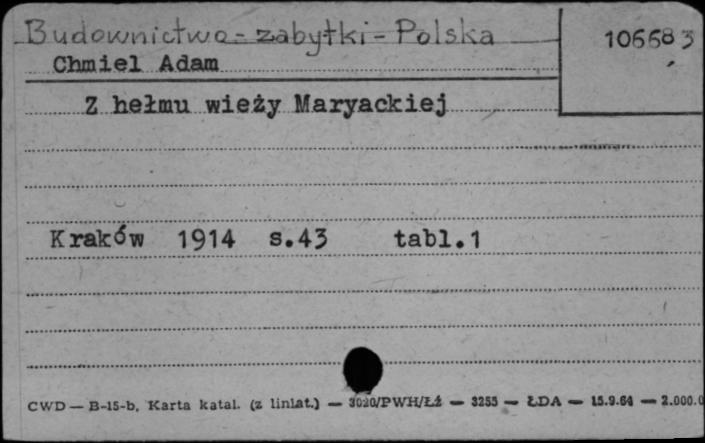 Budownictwo - zabytki - Polska
106683
Chmiel Adam
Z hełmu wieży Maryackiej
Kraków 1914 s.43 tabl.1
CWD — B-15-b, Karta katal. (z liniat.) — 3020/PWH/Łź — 3255 — ŁDA — 15.9.64 — 2.000.0